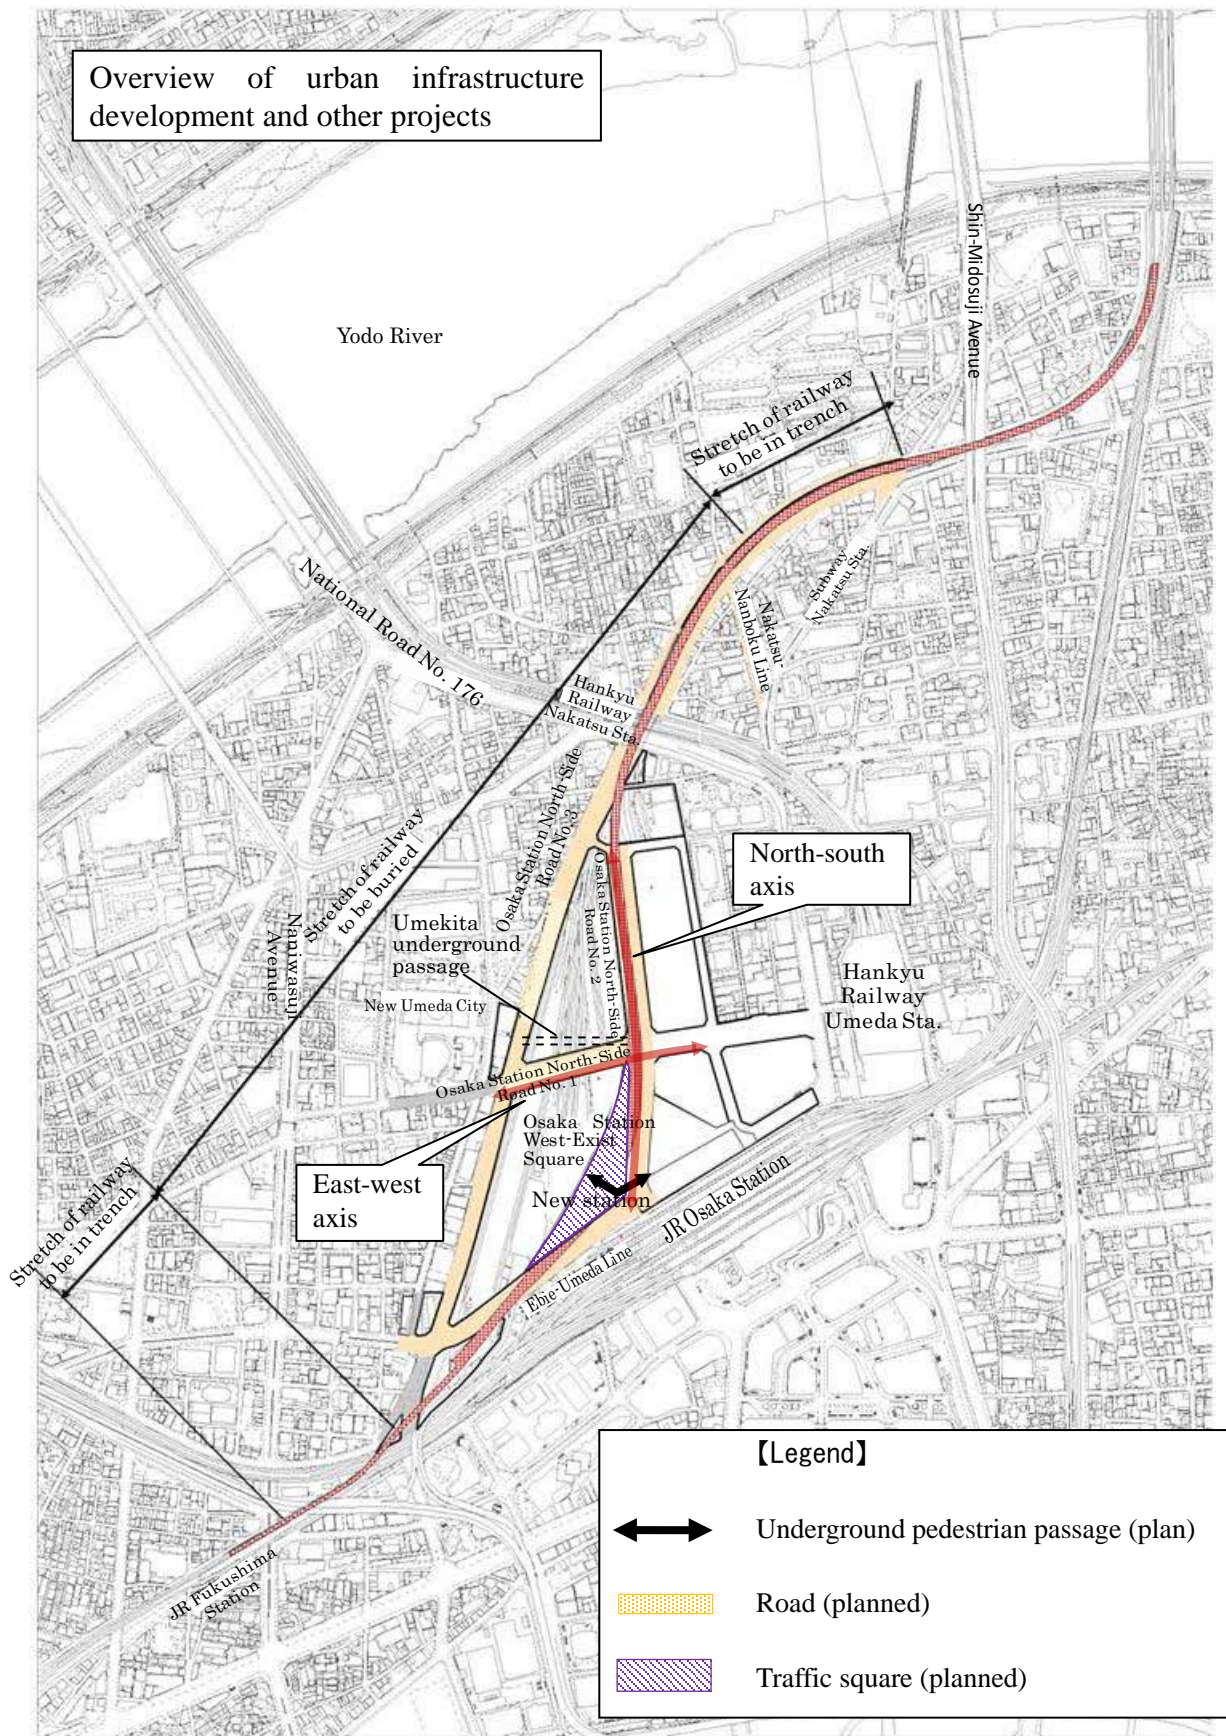 Overview of urban infrastructure
development and other projects
Shin-Midosuji Avenue
Yodo River
Stretch of railway
to be in trench
National Road No. 176
Subway
Nakatsu Sta.
Nakatsu-
Nanboku Line
Hankyu
Railway
Nakatsu Sta.
Osaka Station North-Side
Road No. 3
Stretch of railway
to be buried
North-south
axis
Osaka Station North-Side
Road No. 2
Naniwasuji
Avenue
Umekita
underground
passage
New Umeda City
Hankyu
Railway
Umeda Sta.
Osaka Station North-Side
Road No. 1
Osaka Station
West-Exist
Square
East-west
axis
New station
JR Osaka Station
Stretch of railway
to be in trench
Ebie-Umeda Line
JR Fukushima
Station
【Legend】
Underground pedestrian passage (plan)
Road (planned)
Traffic square (planned)